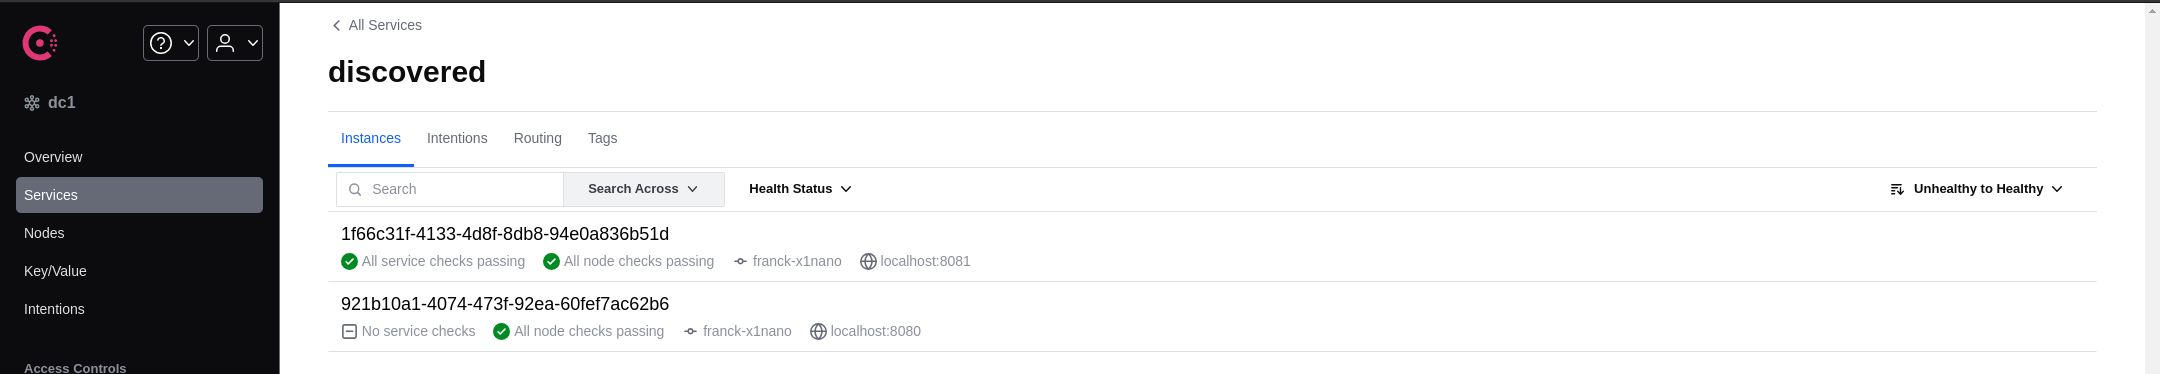 All Services
discovered
dc1
Instances Intentions Routing Tags
Overview
Services
Search Search Across Health Status Unhealthy to Healthy
Nodes
1f66c31f-4133-4d8f-8db8-94e0a836b51d
All service checks passing All node checks passing franck-x1nano localhost:8081
Key/Value
Intentions
921b10a1-4074-473f-92ea-60fef7ac62b6
No service checks All node checks passing franck-x1nano localhost:8080
Access Controls